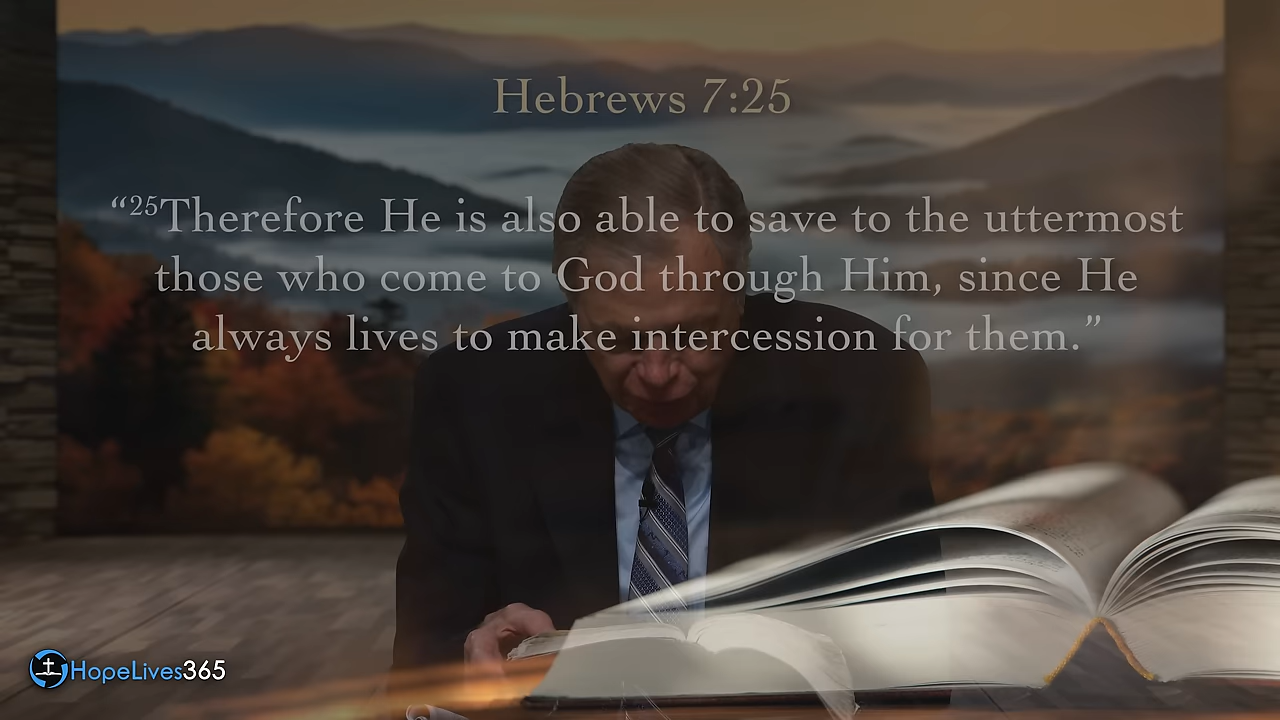 Hebrews 7:25
“²⁵Therefore He is also able to save to the uttermost
those who come to God through Him, since He
always lives to make intercession for them.”
HopeLives365